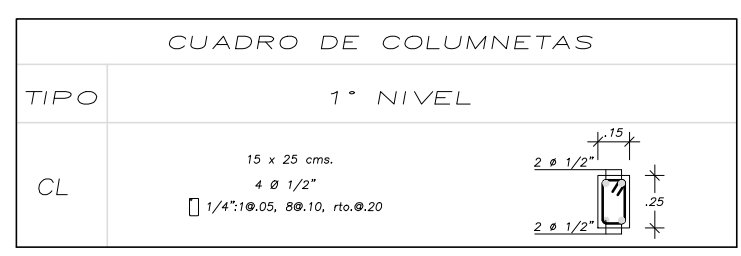 CUADRO DE COLUMNETAS
TIPO
1° NIVEL
CL
15 x 25 cms.
4 Ø 1/2"
1/4":1@.05, 8@.10, rto.@.20
.15
2 ø 1/2"
.25
2 ø 1/2"